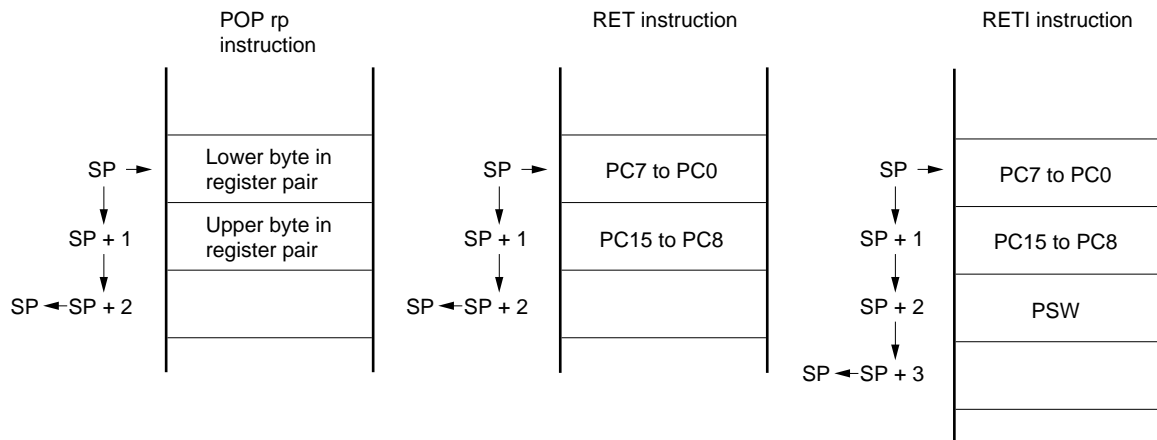 POP rp
instruction
SP
Lower byte in
register pair
SP + 1
Upper byte in
register pair
SP
SP + 2
RET instruction
SP
PC7 to PC0
SP + 1
PC15 to PC8
SP
SP + 2
RETI instruction
SP
PC7 to PC0
SP + 1
PC15 to PC8
SP + 2
PSW
SP
SP + 3